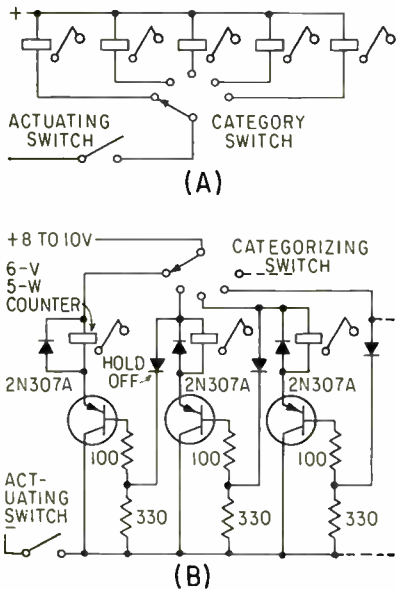 +
ACTUATING
SWITCH
CATEGORY
SWITCH
(A)
+8 TO 10V
CATEGORIZING
SWITCH
6-V
5-W
COUNTER
HOLD
OFF
2N307A
2N307A
2N307A
100
100
100
ACT-
UATING
SWITCH
330
330
330
(B)